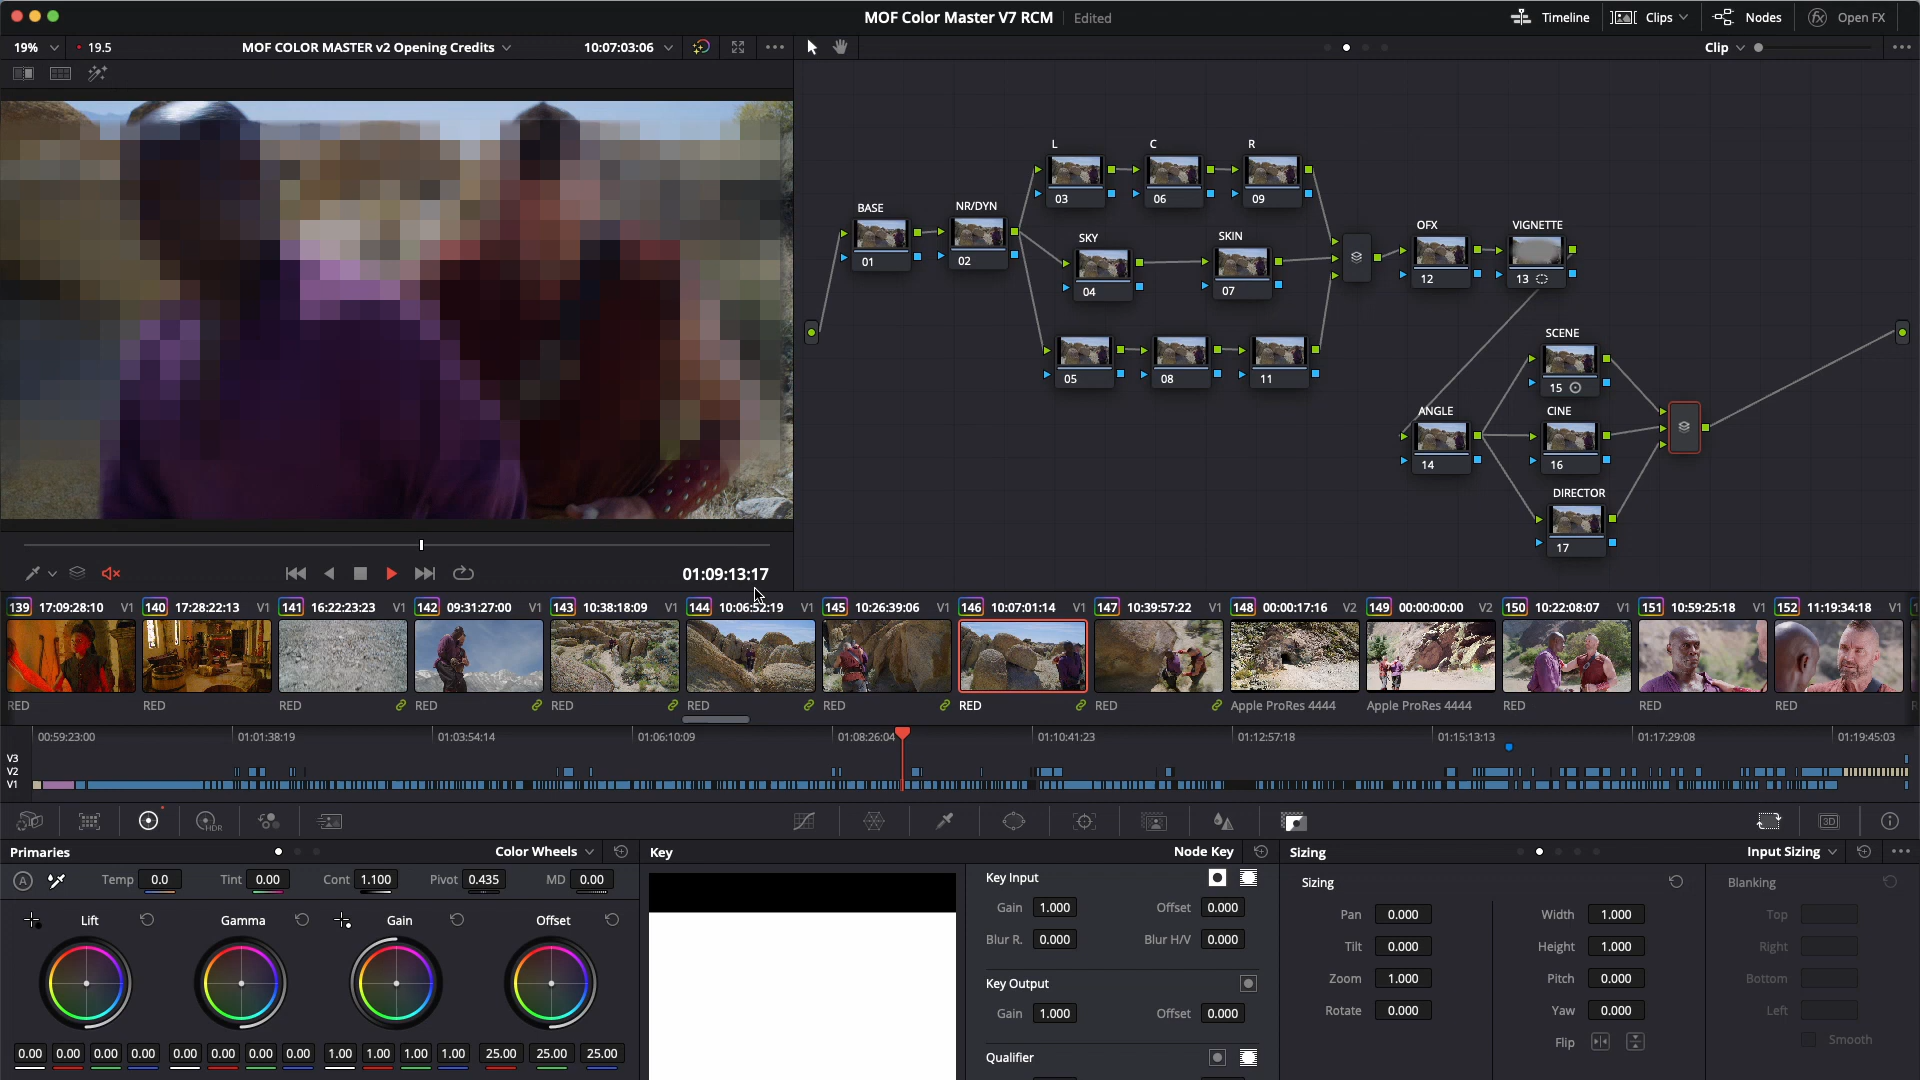 MOF Color Master V7 RCM Edited
Timeline Clips Nodes fx Open FX
19% 19.5 MOF COLOR MASTER v2 Opening Credits 10:07:03:06
Clip
L C R
03 06 09
BASE NR/DYN
01 02
SKY SKIN
04 07
OFX VIGNETTE
12 13
05 08 11
SCENE
15
ANGLE CINE
14 16
DIRECTOR
17
01:09:13:17
139 17:09:28:10 V1 140 17:28:22:13 V1 141 16:22:23:23 V1 142 09:31:27:00 V1 143 10:38:18:09 V1 144 10:06:52:19 V1 145 10:26:39:06 V1 146 10:07:01:14 V1 147 10:39:57:22 V1 148 00:00:17:16 V2 149 00:00:00:00 V2 150 10:22:08:07 V1 151 10:59:25:18 V1 152 11:19:34:18 V1
RED RED RED RED RED RED RED RED RED Apple ProRes 4444 Apple ProRes 4444 RED RED RED
00:59:23:00 01:01:38:19 01:03:54:14 01:06:10:09 01:08:26:04 01:10:41:23 01:12:57:18 01:15:13:13 01:17:29:08 01:19:45:03
V3
V2
V1
HDR 3D
Primaries Color Wheels Key Node Key Sizing Input Sizing
A Temp 0.0 Tint 0.00 Cont 1.100 Pivot 0.435 MD 0.00
Lift Gamma Gain Offset
0.00 0.00 0.00 0.00 0.00 0.00 0.00 0.00 1.00 1.00 1.00 1.00 25.00 25.00 25.00
Key Input
Gain 1.000 Offset 0.000
Blur R. 0.000 Blur H/V 0.000
Key Output
Gain 1.000 Offset 0.000
Qualifier
Sizing Blanking
Pan 0.000 Width 1.000 Top
Tilt 0.000 Height 1.000 Right
Zoom 1.000 Pitch 0.000 Bottom
Rotate 0.000 Yaw 0.000 Left
Flip Smooth